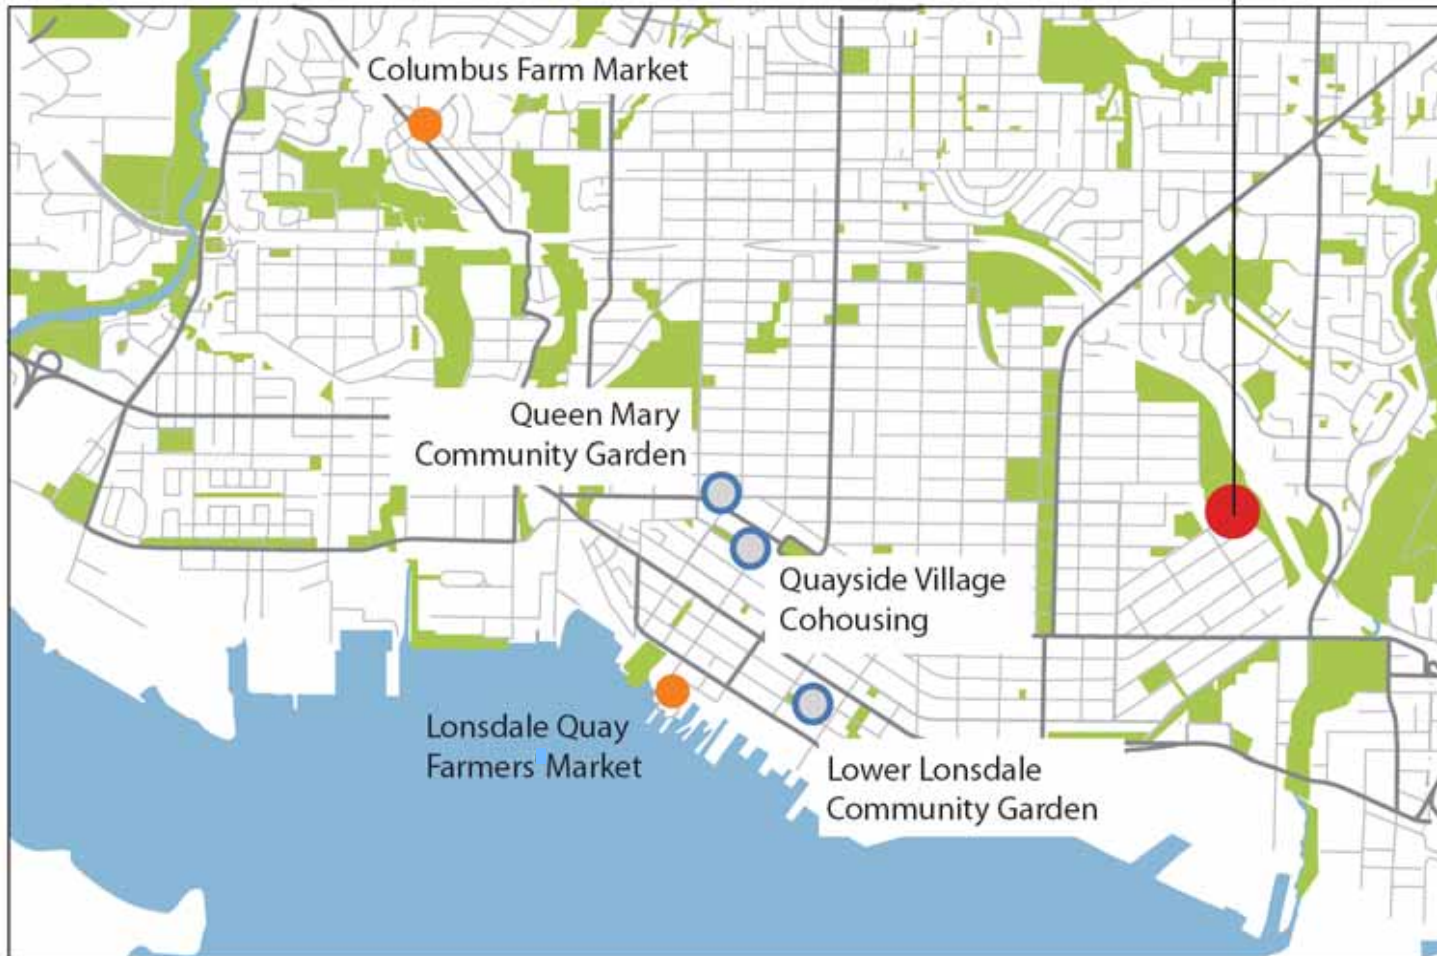 Columbus Farm Market
Queen Mary
Community Garden
Quayside Village
Cohousing
Lonsdale Quay
Farmers' Market
Lower Lonsdale
Community Garden